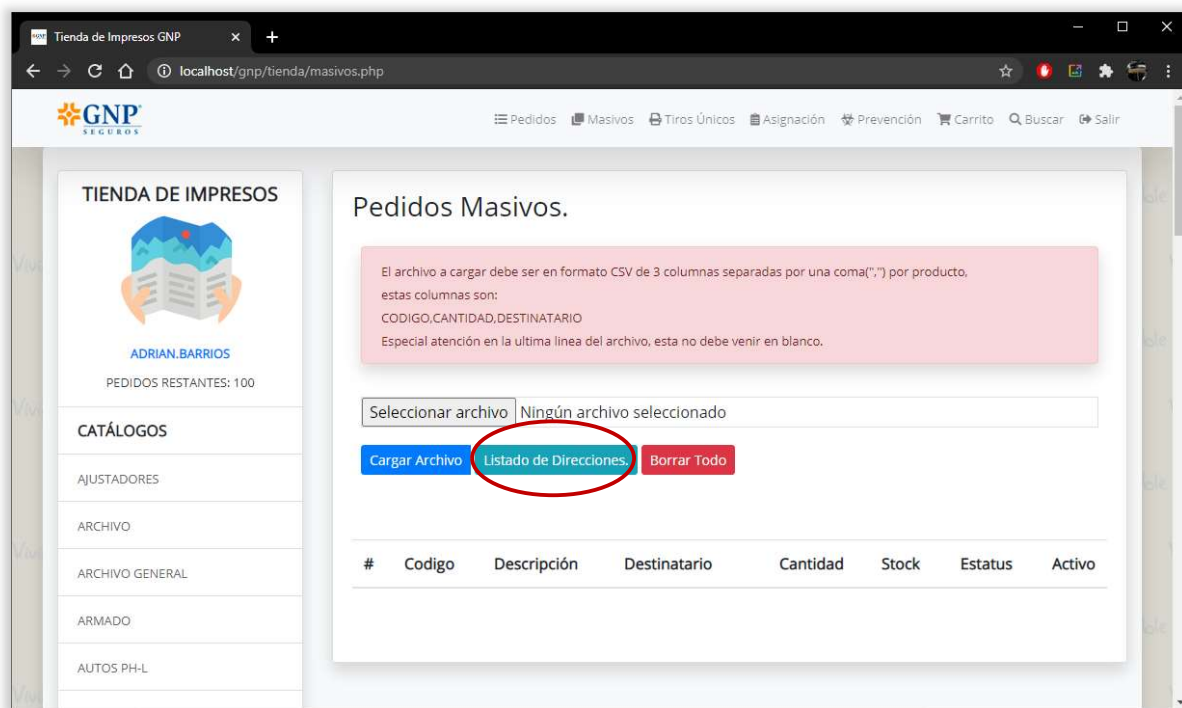 Tienda de Impresos GNP
localhost/gnp/tienda/masivos.php
GNP
SEGUROS
Pedidos Masivos Tiros Únicos Asignación Prevención Carrito Buscar Salir
TIENDA DE IMPRESOS
ADRIAN.BARRIOS
PEDIDOS RESTANTES: 100
CATÁLOGOS
AJUSTADORES
ARCHIVO
ARCHIVO GENERAL
ARMADO
AUTOS PH-L
Pedidos Masivos.
El archivo a cargar debe ser en formato CSV de 3 columnas separadas por una coma(",") por producto,
estas columnas son:
CODIGO,CANTIDAD,DESTINATARIO
Especial atención en la ultima linea del archivo, esta no debe venir en blanco.
Seleccionar archivo Ningún archivo seleccionado
Cargar Archivo Listado de Direcciones. Borrar Todo
# Codigo Descripción Destinatario Cantidad Stock Estatus Activo